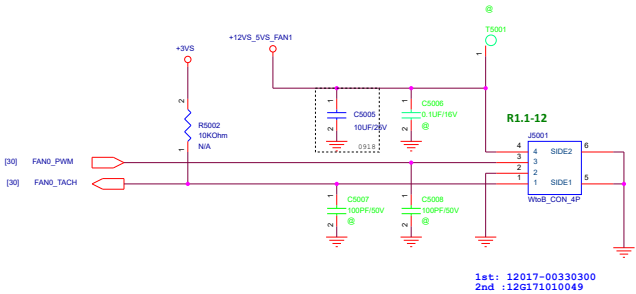 @
T5001
1
+12VS_5VS_FAN1
+3VS
2
R5002
10KOhm
N/A
1
1
C5005
10UF/25V
2
0918
1
C5006
0.1UF/16V
2
@
R1.1-12
J5001
4
4
SIDE2
6
3
3
2
2
1
1
SIDE1
5
WtoB_CON_4P
[30]
FAN0_PWM
[30]
FAN0_TACH
1
C5007
100PF/50V
2
@
1
C5008
100PF/50V
2
@
1st: 12017-00330300
2nd :12G171010049